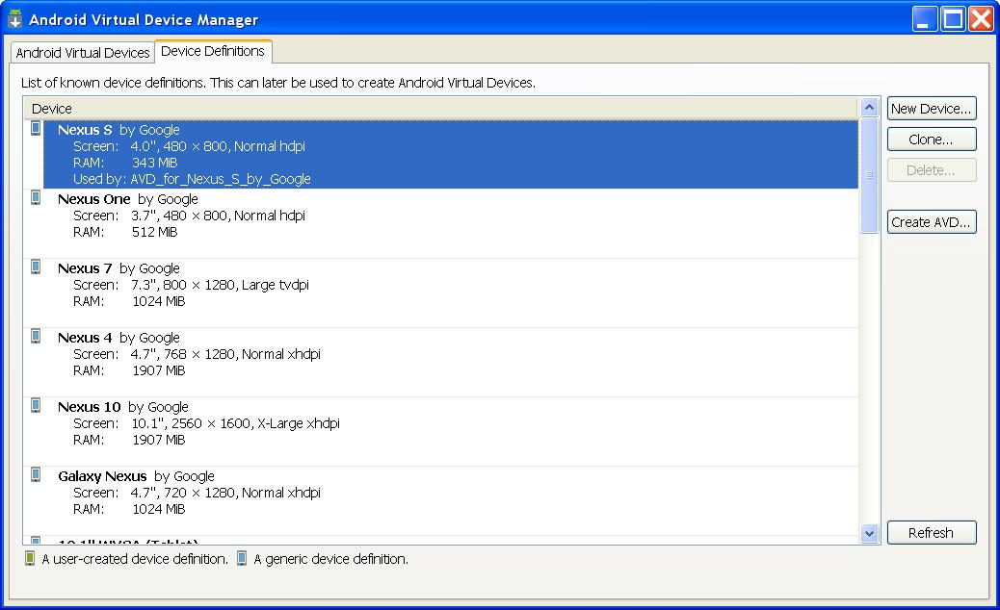 Android Virtual Device Manager
Android Virtual Devices
Device Definitions
List of known device definitions. This can later be used to create Android Virtual Devices.
Device
Nexus S by Google
Screen: 4.0", 480 × 800, Normal hdpi
RAM: 343 MiB
Used by: AVD_for_Nexus_S_by_Google
Nexus One by Google
Screen: 3.7", 480 × 800, Normal hdpi
RAM: 512 MiB
Nexus 7 by Google
Screen: 7.3", 800 × 1280, Large tvdpi
RAM: 1024 MiB
Nexus 4 by Google
Screen: 4.7", 768 × 1280, Normal xhdpi
RAM: 1907 MiB
Nexus 10 by Google
Screen: 10.1", 2560 × 1600, X-Large xhdpi
RAM: 1907 MiB
Galaxy Nexus by Google
Screen: 4.7", 720 × 1280, Normal xhdpi
RAM: 1024 MiB
10.1" WXGA (Tablet)
New Device...
Clone...
Delete...
Create AVD...
Refresh
A user-created device definition.
A generic device definition.